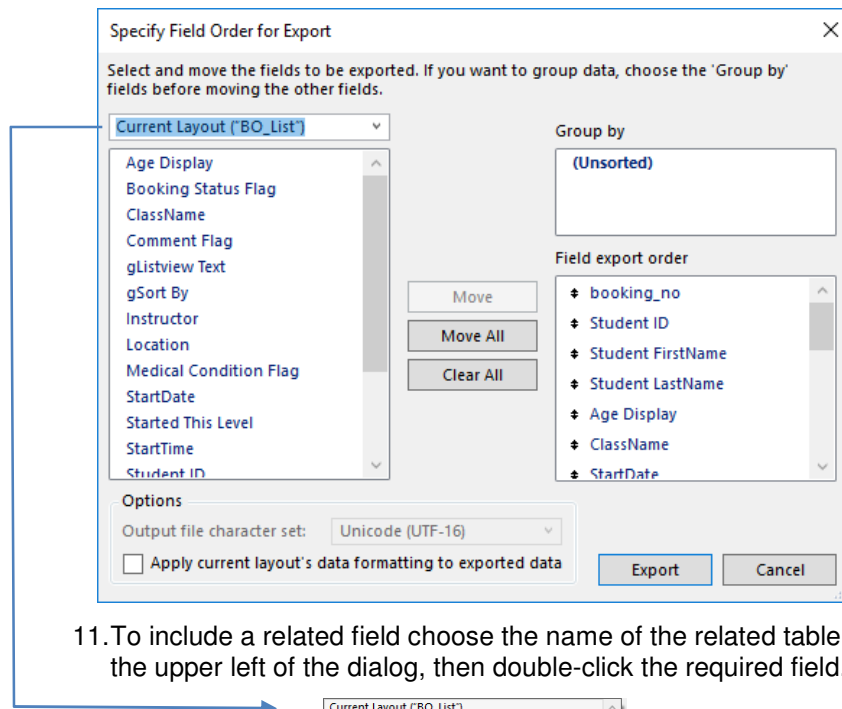 Specify Field Order for Export
Select and move the fields to be exported. If you want to group data, choose the 'Group by'
fields before moving the other fields.
Current Layout ("BO_List")
Age Display
Booking Status Flag
ClassName
Comment Flag
gListview Text
gSort By
Instructor
Location
Medical Condition Flag
StartDate
Started This Level
StartTime
Student ID
Move
Move All
Clear All
Group by
(Unsorted)
Field export order
booking_no
Student ID
Student FirstName
Student LastName
Age Display
ClassName
StartDate
Options
Output file character set: Unicode (UTF-16)
Apply current layout's data formatting to exported data
Export
Cancel
11.To include a related field choose the name of the related table
the upper left of the dialog, then double-click the required field.
Current Layout ("BO_List")